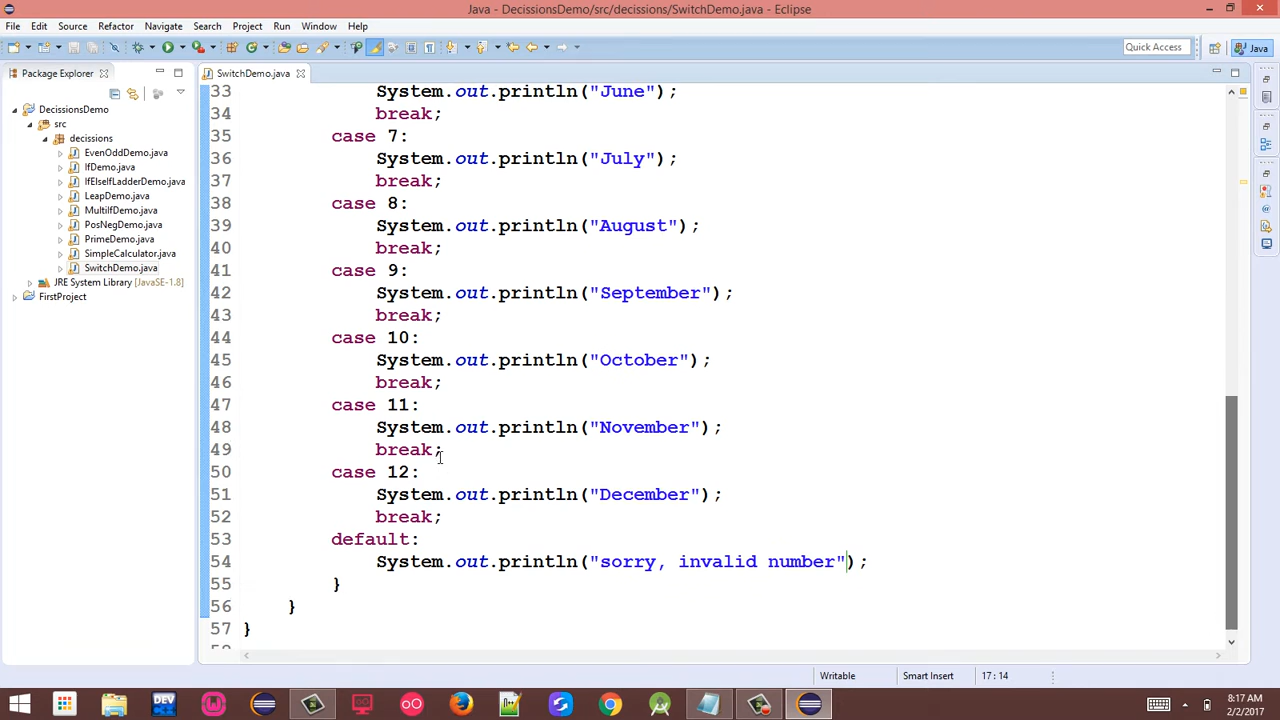 Java - DecissionsDemo/src/decissions/SwitchDemo.java - Eclipse
File Edit Source Refactor Navigate Search Project Run Window Help
Quick Access
Java
Package Explorer
SwitchDemo.java
DecissionsDemo
src
decissions
EvenOddDemo.java
IfDemo.java
IfElseIfLadderDemo.java
LeapDemo.java
MultiIfDemo.java
PosNegDemo.java
PrimeDemo.java
SimpleCalculator.java
SwitchDemo.java
JRE System Library [JavaSE-1.8]
FirstProject
33 System.out.println("June");
34 break;
35 case 7:
36 System.out.println("July");
37 break;
38 case 8:
39 System.out.println("August");
40 break;
41 case 9:
42 System.out.println("September");
43 break;
44 case 10:
45 System.out.println("October");
46 break;
47 case 11:
48 System.out.println("November");
49 break;
50 case 12:
51 System.out.println("December");
52 break;
53 default:
54 System.out.println("sorry, invalid number");
55 }
56 }
57 }
Writable Smart Insert 17 : 14
DEV
8:17 AM
2/2/2017